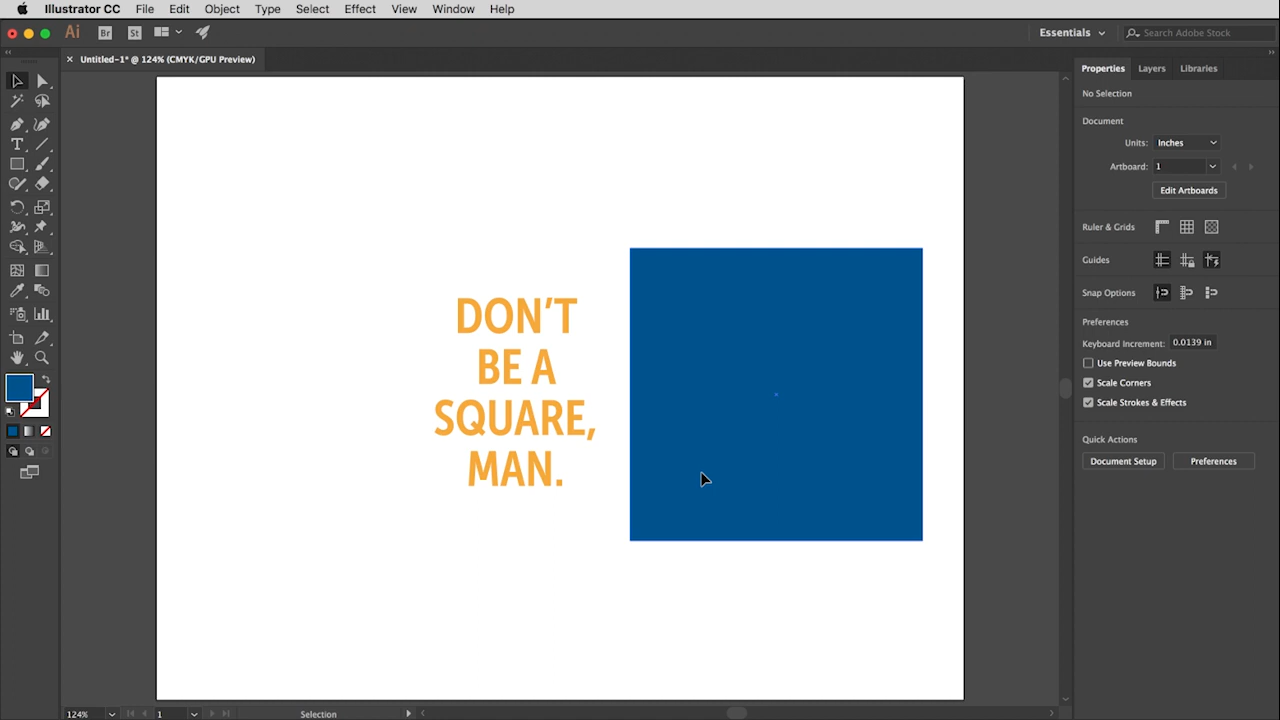 Illustrator CC File Edit Object Type Select Effect View Window Help
Ai Br St Essentials Search Adobe Stock
× Untitled-1* @ 124% (CMYK/GPU Preview)
Properties Layers Libraries
No Selection
Document
Units: Inches
Artboard: 1
Edit Artboards
Ruler & Grids
Guides
Snap Options
Preferences
Keyboard Increment: 0.0139 in
Use Preview Bounds
Scale Corners
Scale Strokes & Effects
Quick Actions
Document Setup Preferences
DON’T
BE A
SQUARE,
MAN.
124% 1 Selection